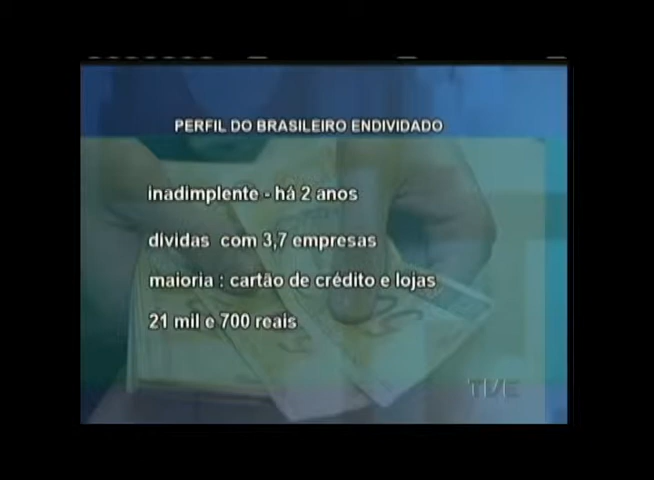 PERFIL DO BRASILEIRO ENDIVIDADO
inadimplente - há 2 anos
dívidas com 3,7 empresas
maioria : cartão de crédito e lojas
21 mil e 700 reais
TVE